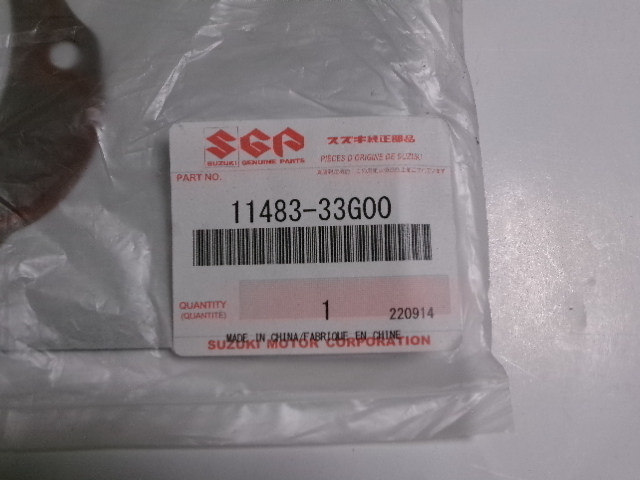 SGP
SUZUKI GENUINE PARTS
スズキ純正部品
PIÈCES D'ORIGINE DE SUZUKI
PART NO.
11483-33G00
QUANTITY
(QUANTITÉ)
1
220914
MADE IN CHINA/FABRIQUE EN CHINE
SUZUKI MOTOR CORPORATION